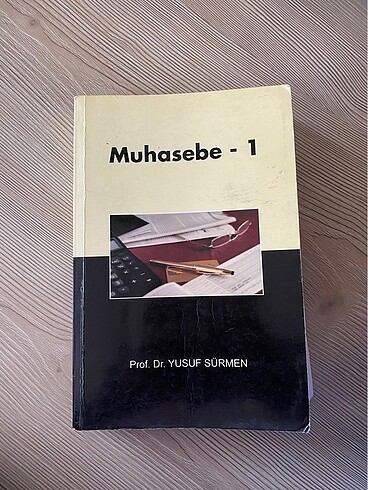 Muhasebe - 1
Prof. Dr. YUSUF SÜRMEN